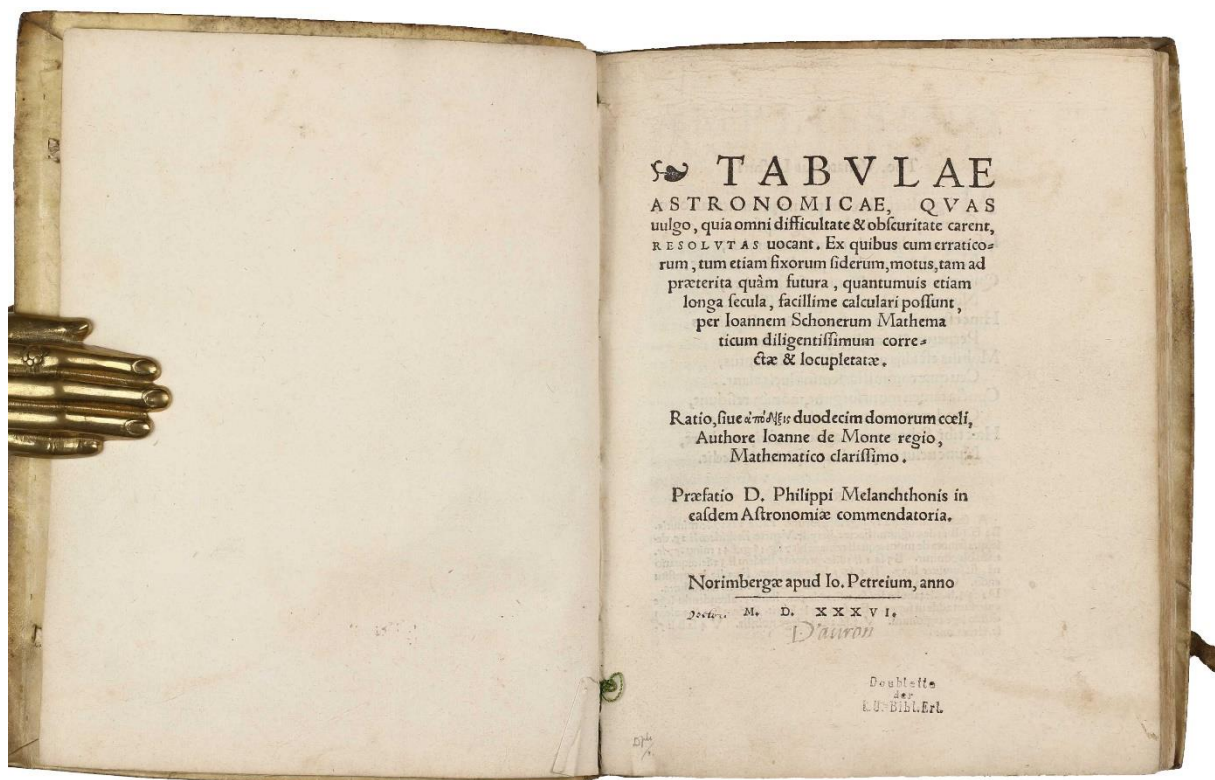 TABVLAE
ASTRONOMICAE, QVAS
uulgo, quia omni difficultate & obſcuritate carent,
RESOLVTAS uocant. Ex quibus cum erratico=
rum, tum etiam fixorum ſiderum, motus, tam ad
præterita quàm futura, quantumuis etiam
longa ſecula, facillime calculari poſſunt,
per Ioannem Schonerum Mathema
ticum diligentiſſimum corre=
ctæ & locupletatæ.
Ratio, ſiue duodecim domorum cœli,
Authore Ioanne de Monte regio,
Mathematico clariſſimo.
Præfatio D. Philippi Melanchthonis in
eaſdem Aſtronomiæ commendatoria.
Norimbergæ apud Io. Petreium, anno
M. D. XXXVI.
D'auron
Doublette
der
Bibl. Erl.